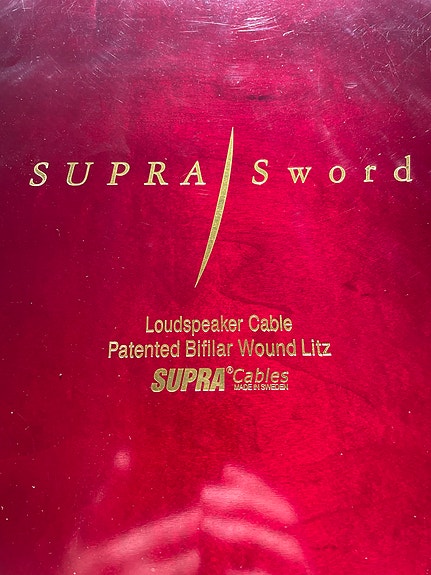 SUPRA Sword
Loudspeaker Cable
Patented Bifilar Wound Litz
SUPRA® Cables
MADE IN SWEDEN